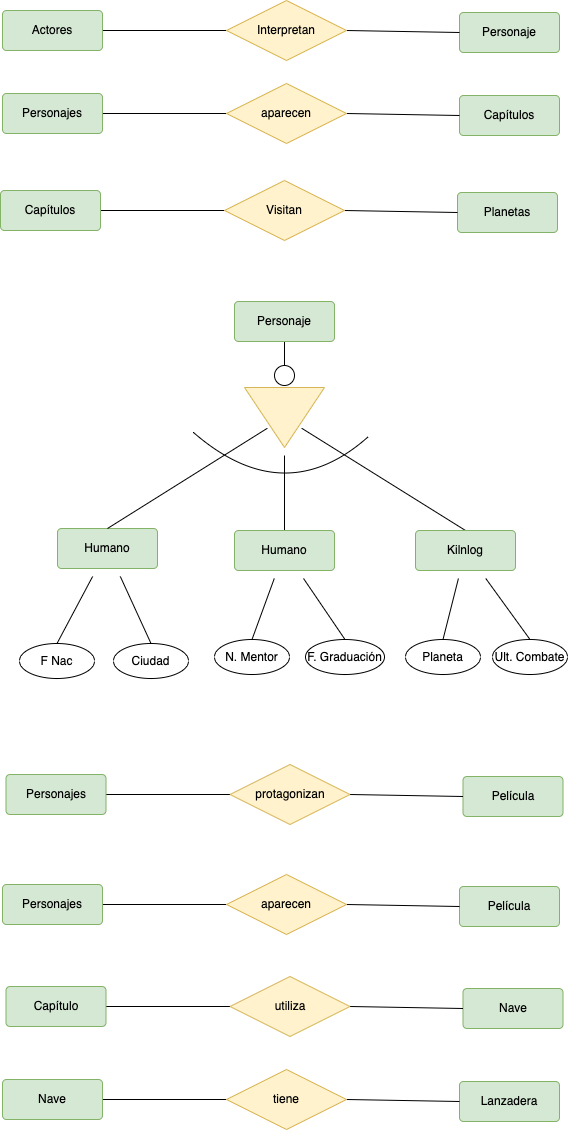 Actores
Interpretan
Personaje
Personajes
aparecen
Capítulos
Capítulos
Visitan
Planetas
Personaje
Humano
Humano
Kilnlog
F Nac
Ciudad
N. Mentor
F. Graduación
Planeta
Ult. Combate
Personajes
protagonizan
Película
Personajes
aparecen
Película
Capítulo
utiliza
Nave
Nave
tiene
Lanzadera